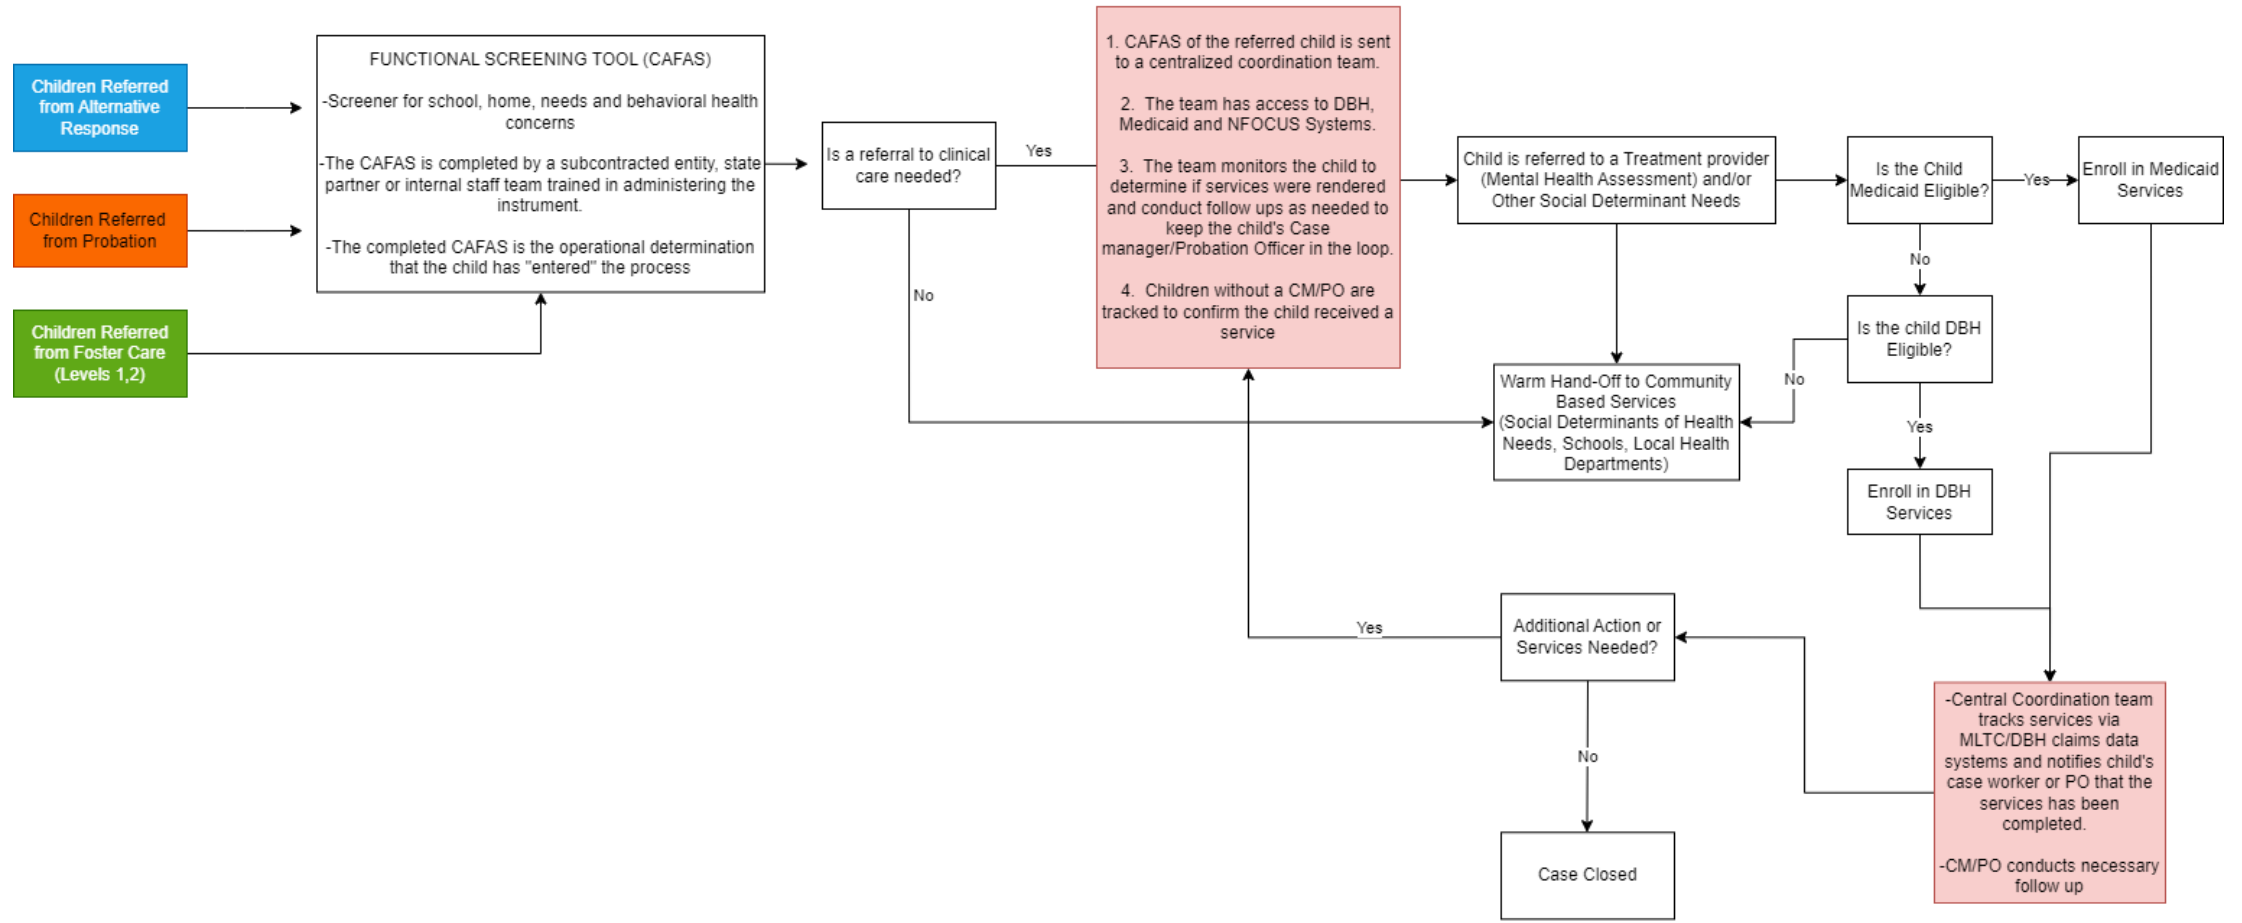 Children Referred
from Alternative
Response
Children Referred
from Probation
Children Referred
from Foster Care
(Levels 1,2)
FUNCTIONAL SCREENING TOOL (CAFAS)
-Screener for school, home, needs and behavioral health
concerns
-The CAFAS is completed by a subcontracted entity, state
partner or internal staff team trained in administering the
instrument.
-The completed CAFAS is the operational determination
that the child has "entered" the process
Is a referral to clinical
care needed?
Yes
No
1. CAFAS of the referred child is sent
to a centralized coordination team.
2.  The team has access to DBH,
Medicaid and NFOCUS Systems.
3.  The team monitors the child to
determine if services were rendered
and conduct follow ups as needed to
keep the child's Case
manager/Probation Officer in the loop.
4.  Children without a CM/PO are
tracked to confirm the child received a
service
Child is referred to a Treatment provider
(Mental Health Assessment) and/or
Other Social Determinant Needs
Is the Child
Medicaid Eligible?
Yes
Enroll in Medicaid
Services
No
Is the child DBH
Eligible?
No
Yes
Warm Hand-Off to Community
Based Services
(Social Determinants of Health
Needs, Schools, Local Health
Departments)
Enroll in DBH
Services
Additional Action or
Services Needed?
Yes
No
Case Closed
-Central Coordination team
tracks services via
MLTC/DBH claims data
systems and notifies child's
case worker or PO that the
services has been
completed.
-CM/PO conducts necessary
follow up